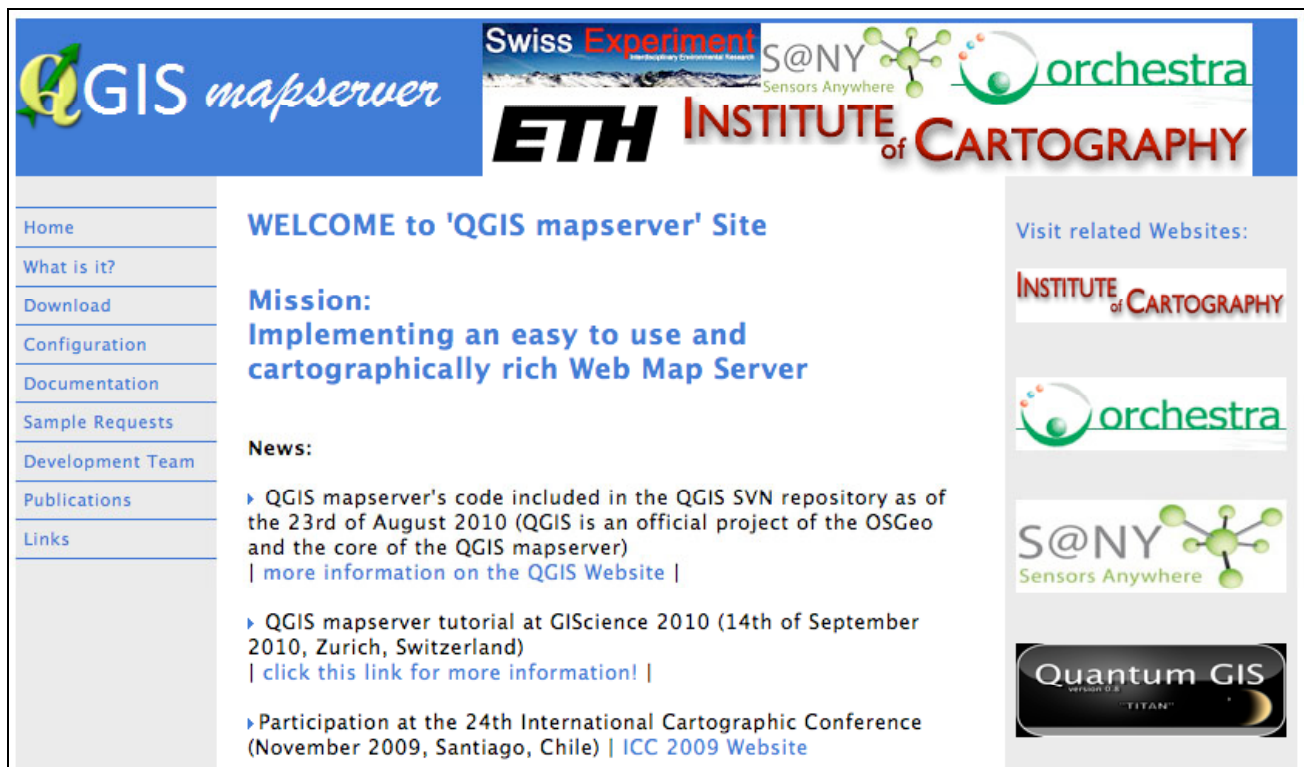 QGIS mapserver
Swiss Experiment
Interdisciplinary Environmental Research
S@NY
Sensors Anywhere
orchestra
ETH
INSTITUTE of CARTOGRAPHY
Home
What is it?
Download
Configuration
Documentation
Sample Requests
Development Team
Publications
Links
WELCOME to 'QGIS mapserver' Site
Mission:
Implementing an easy to use and
cartographically rich Web Map Server
News:
QGIS mapserver's code included in the QGIS SVN repository as of
the 23rd of August 2010 (QGIS is an official project of the OSGeo
and the core of the QGIS mapserver)
| more information on the QGIS Website |
QGIS mapserver tutorial at GIScience 2010 (14th of September
2010, Zurich, Switzerland)
| click this link for more information! |
Participation at the 24th International Cartographic Conference
(November 2009, Santiago, Chile) | ICC 2009 Website
Visit related Websites:
INSTITUTE of CARTOGRAPHY
orchestra
S@NY
Sensors Anywhere
Quantum GIS
version 0.8
"TITAN"